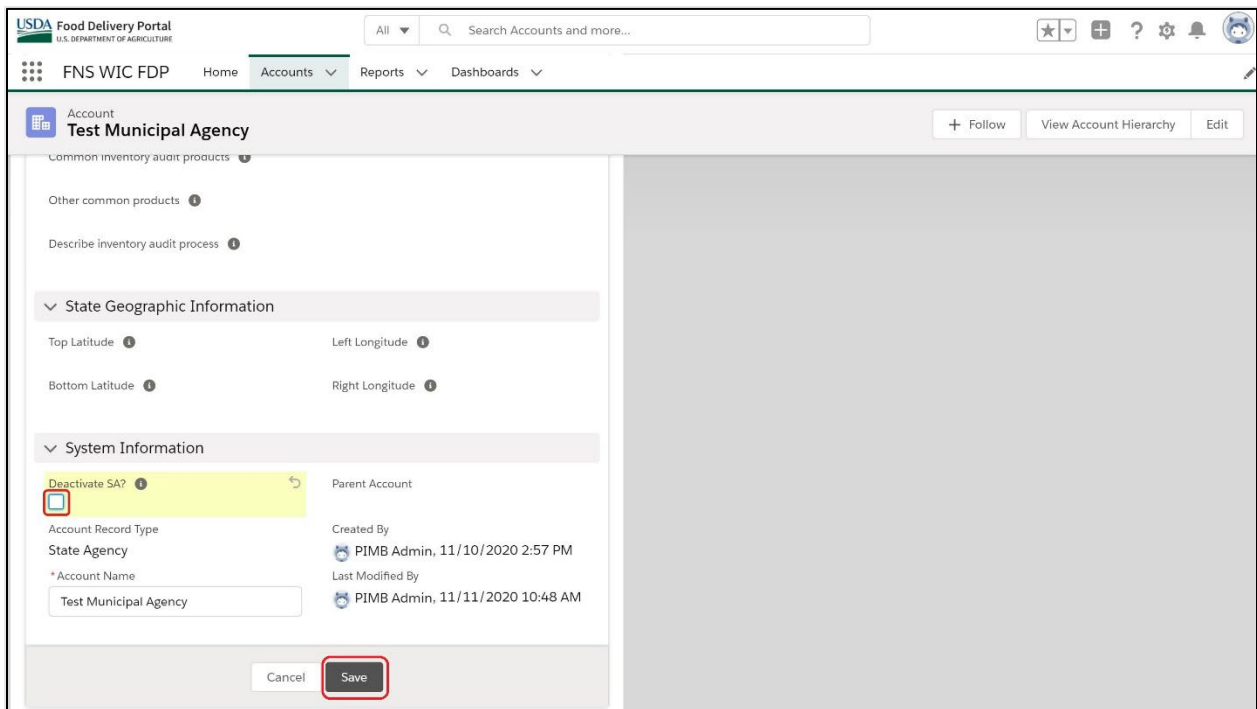 USDA Food Delivery Portal
U.S. DEPARTMENT OF AGRICULTURE
All Search Accounts and more...
FNS WIC FDP Home Accounts Reports Dashboards
Account
Test Municipal Agency
+ Follow View Account Hierarchy Edit
Common inventory audit products
Other common products
Describe inventory audit process
State Geographic Information
Top Latitude Left Longitude
Bottom Latitude Right Longitude
System Information
Deactivate SA? Parent Account
Account Record Type Created By
State Agency PIMB Admin, 11/10/2020 2:57 PM
*Account Name Last Modified By
Test Municipal Agency PIMB Admin, 11/11/2020 10:48 AM
Cancel Save